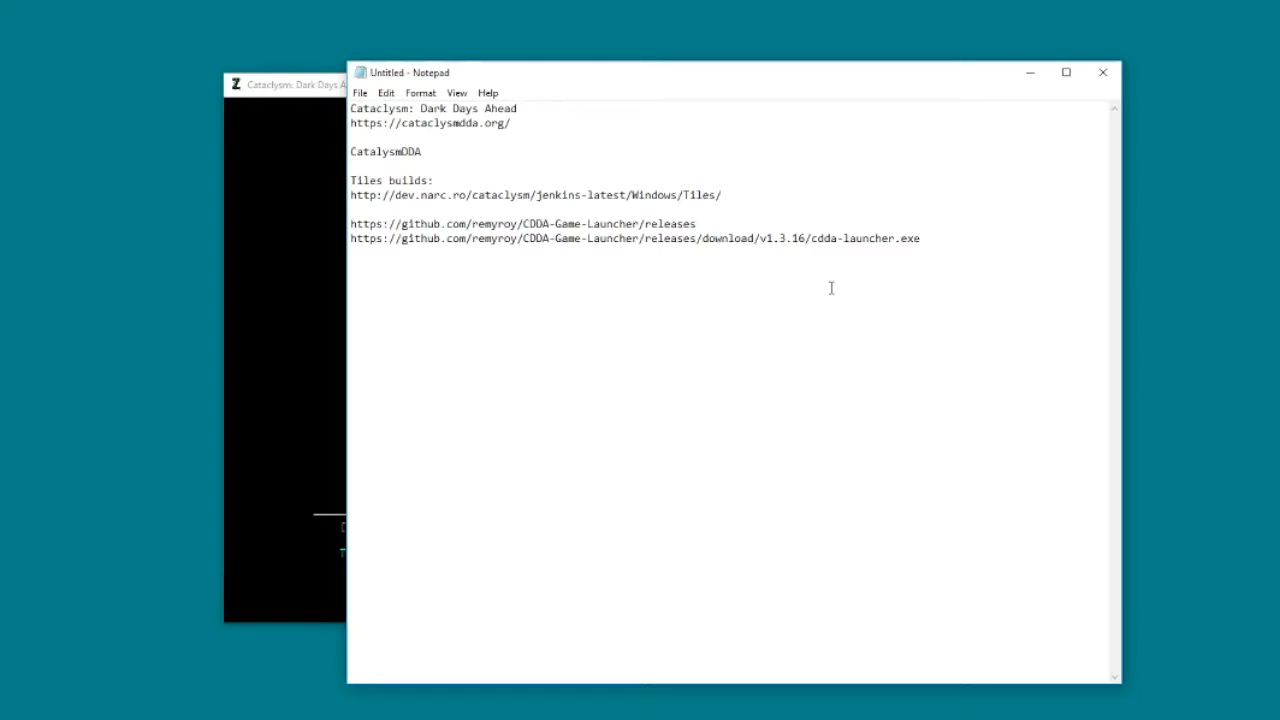 Cataclysm: Dark Days A
Untitled - Notepad
File Edit Format View Help
Cataclysm: Dark Days Ahead
https://cataclysmdda.org/
CatalysmDDA
Tiles builds:
http://dev.narc.ro/cataclysm/jenkins-latest/Windows/Tiles/
https://github.com/remyroy/CDDA-Game-Launcher/releases
https://github.com/remyroy/CDDA-Game-Launcher/releases/download/v1.3.16/cdda-launcher.exe